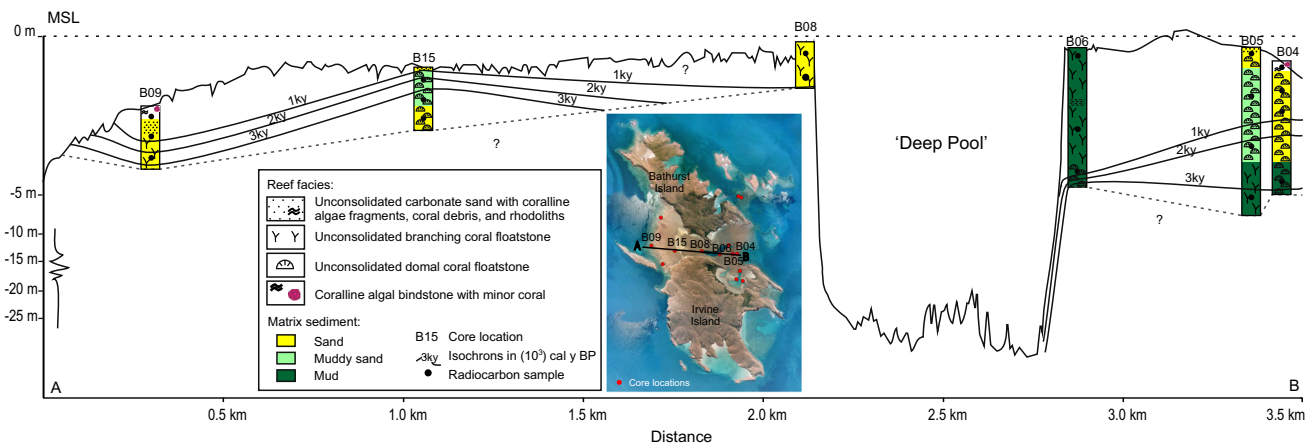 MSL
0 m
-5 m
-10 m
-15 m
-20 m
-25 m
B09
B15
B08
B06
B05
B04
1ky
2ky
3ky
1ky
2ky
3ky
?
?
'Deep Pool'
1ky
2ky
3ky
?
Reef facies:
Unconsolidated carbonate sand with coralline
algae fragments, coral debris, and rhodoliths
Unconsolidated branching coral floatstone
Unconsolidated domal coral floatstone
Coralline algal bindstone with minor coral
Matrix sediment:
Sand
Muddy sand
Mud
B15 Core location
3ky Isochrons in (10³) cal y BP
Radiocarbon sample
Bathurst
Island
A B09 B15 B08 B06 B04
B05 B
Irvine
Island
Core locations
A
B
0.5 km
1.0 km
1.5 km
2.0 km
2.5 km
3.0 km
3.5 km
Distance